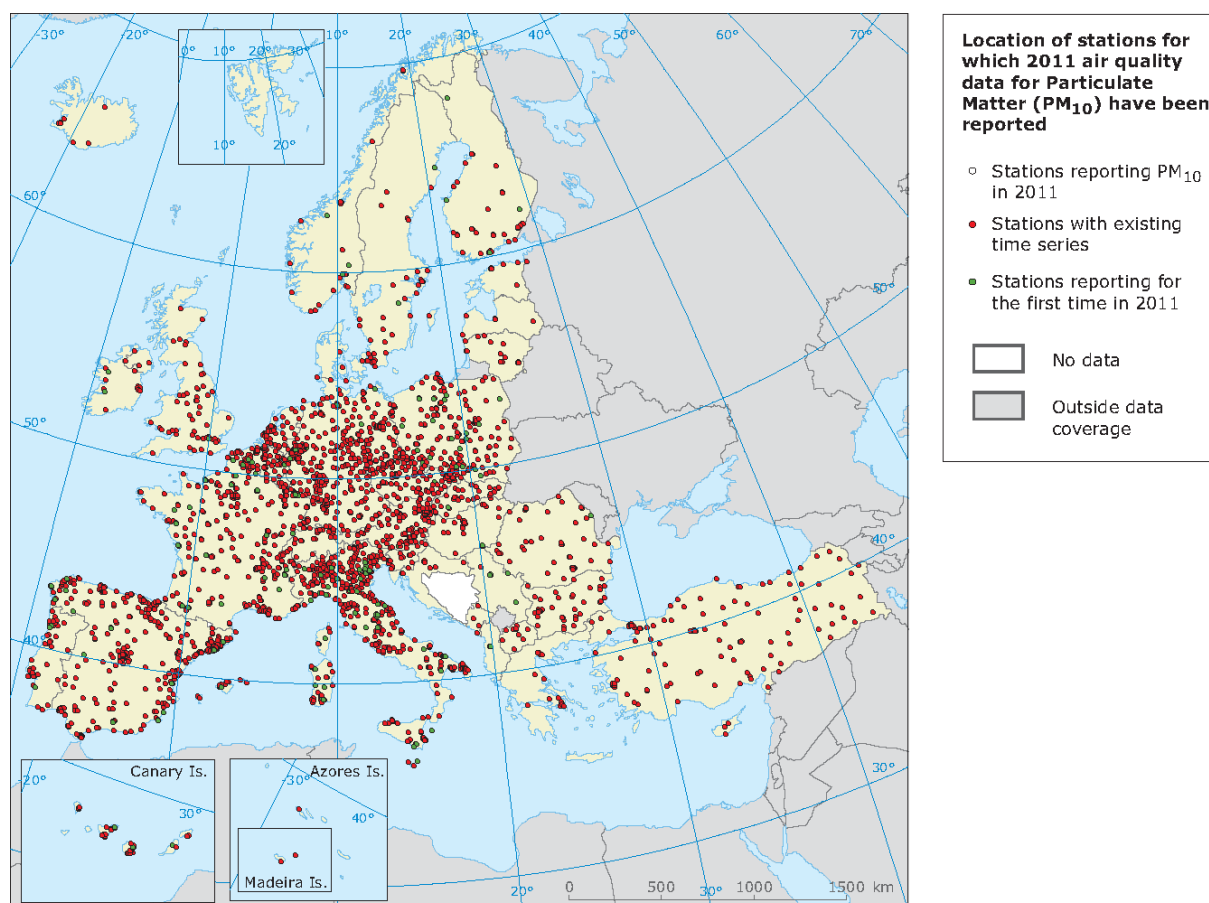 -30°
-20°
-10°
0°
10°
20°
30°
40°
50°
60°
70°
0°
10°
20°
30°
10°
20°
60°
50°
40°
50°
40°
30°
20°
30°
Canary Is.
-20°
30°
Azores Is.
-30°
40°
Madeira Is.
0
500
1000
1500 km
Location of stations for
which 2011 air quality
data for Particulate
Matter (PM10) have been
reported
Stations reporting PM10
in 2011
Stations with existing
time series
Stations reporting for
the first time in 2011
No data
Outside data
coverage